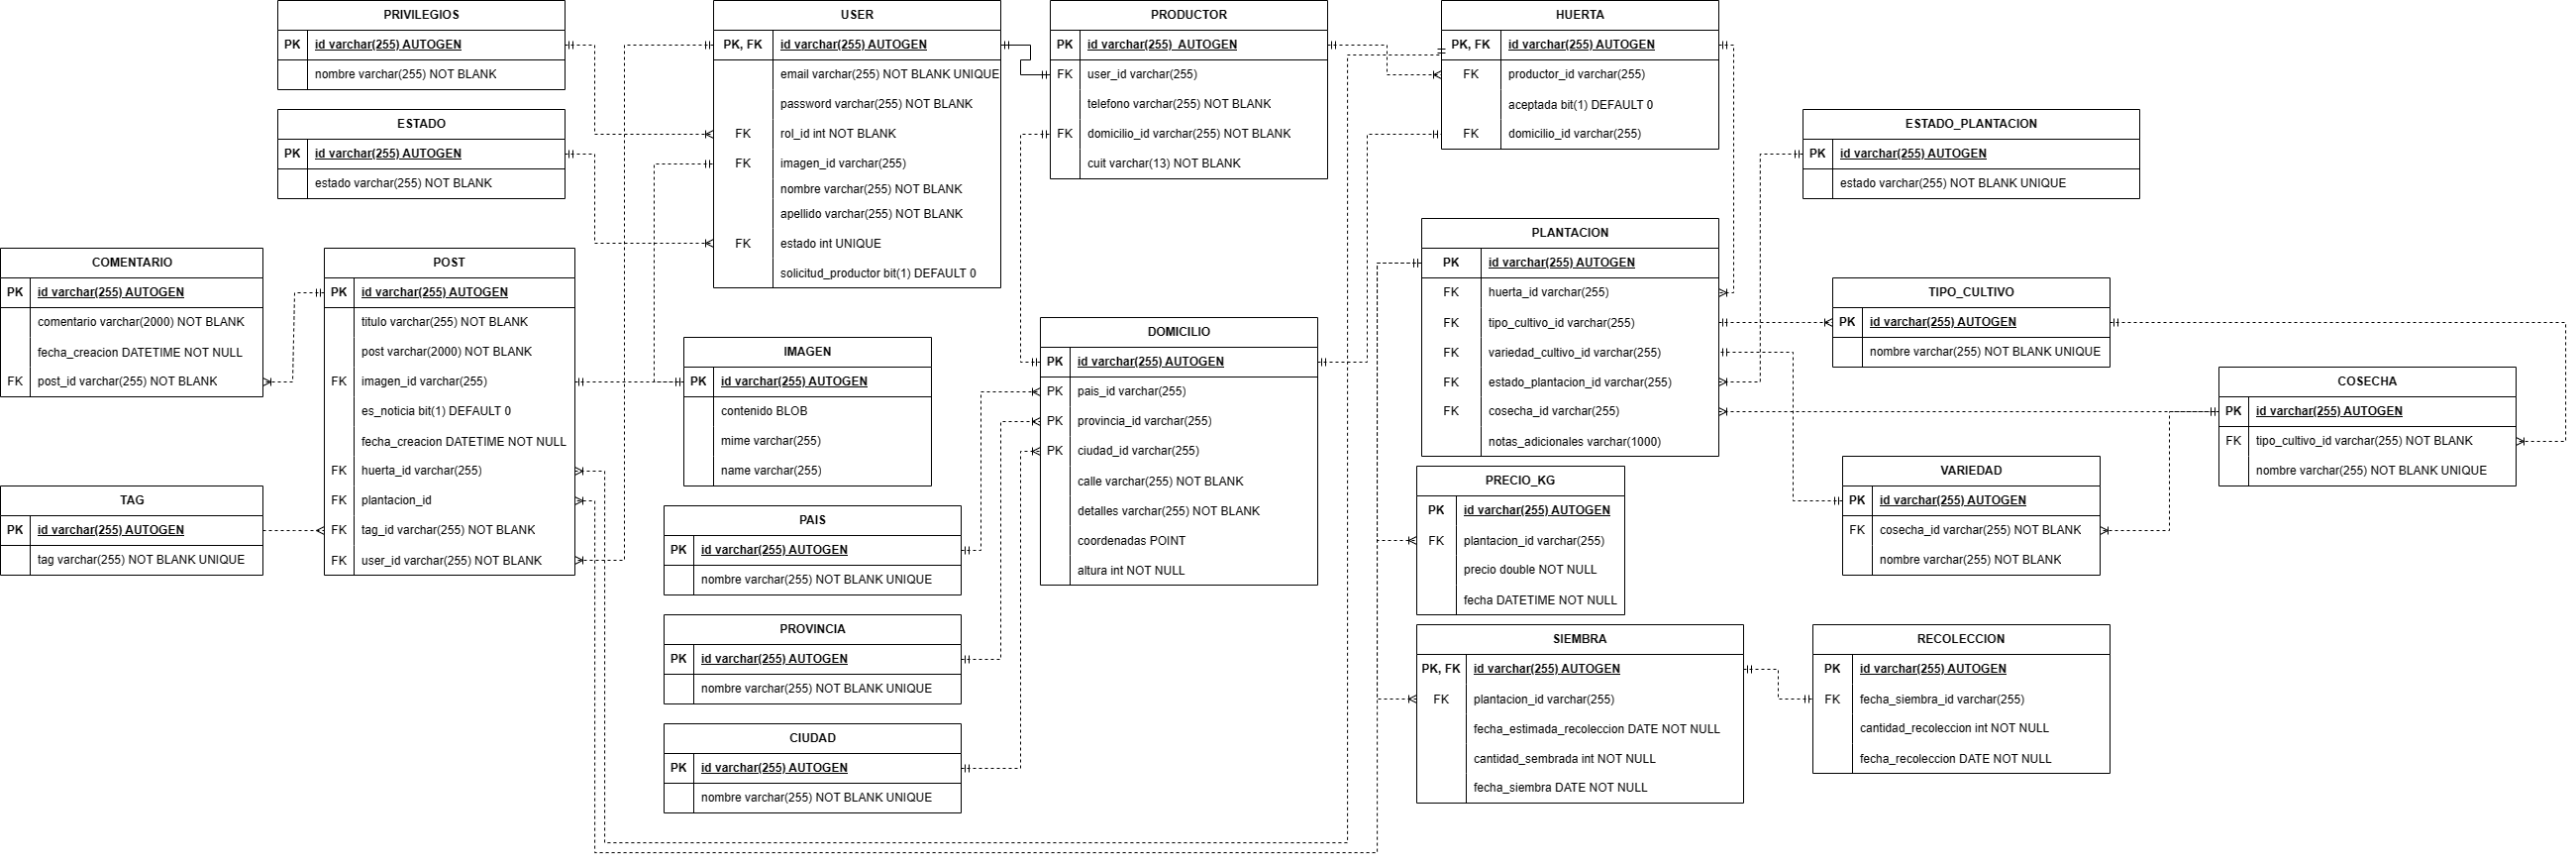 PRIVILEGIOS
PK id varchar(255) AUTOGEN
nombre varchar(255) NOT BLANK
ESTADO
PK id varchar(255) AUTOGEN
estado varchar(255) NOT BLANK
USER
PK, FK id varchar(255) AUTOGEN
email varchar(255) NOT BLANK UNIQUE
password varchar(255) NOT BLANK
FK rol_id int NOT BLANK
FK imagen_id varchar(255)
nombre varchar(255) NOT BLANK
apellido varchar(255) NOT BLANK
FK estado int UNIQUE
solicitud_productor bit(1) DEFAULT 0
PRODUCTOR
PK id varchar(255) AUTOGEN
FK user_id varchar(255)
telefono varchar(255) NOT BLANK
FK domicilio_id varchar(255) NOT BLANK
cuit varchar(13) NOT BLANK
HUERTA
PK, FK id varchar(255) AUTOGEN
FK productor_id varchar(255)
aceptada bit(1) DEFAULT 0
FK domicilio_id varchar(255)
ESTADO_PLANTACION
PK id varchar(255) AUTOGEN
estado varchar(255) NOT BLANK UNIQUE
COMENTARIO
PK id varchar(255) AUTOGEN
comentario varchar(2000) NOT BLANK
fecha_creacion DATETIME NOT NULL
FK post_id varchar(255) NOT BLANK
TAG
PK id varchar(255) AUTOGEN
tag varchar(255) NOT BLANK UNIQUE
POST
PK id varchar(255) AUTOGEN
titulo varchar(255) NOT BLANK
post varchar(2000) NOT BLANK
FK imagen_id varchar(255)
es_noticia bit(1) DEFAULT 0
fecha_creacion DATETIME NOT NULL
FK huerta_id varchar(255)
FK plantacion_id
FK tag_id varchar(255) NOT BLANK
FK user_id varchar(255) NOT BLANK
IMAGEN
PK id varchar(255) AUTOGEN
contenido BLOB
mime varchar(255)
name varchar(255)
PAIS
PK id varchar(255) AUTOGEN
nombre varchar(255) NOT BLANK UNIQUE
PROVINCIA
PK id varchar(255) AUTOGEN
nombre varchar(255) NOT BLANK UNIQUE
CIUDAD
PK id varchar(255) AUTOGEN
nombre varchar(255) NOT BLANK UNIQUE
DOMICILIO
PK id varchar(255) AUTOGEN
PK pais_id varchar(255)
PK provincia_id varchar(255)
PK ciudad_id varchar(255)
calle varchar(255) NOT BLANK
detalles varchar(255) NOT BLANK
coordenadas POINT
altura int NOT NULL
PLANTACION
PK id varchar(255) AUTOGEN
FK huerta_id varchar(255)
FK tipo_cultivo_id varchar(255)
FK variedad_cultivo_id varchar(255)
FK estado_plantacion_id varchar(255)
FK cosecha_id varchar(255)
notas_adicionales varchar(1000)
PRECIO_KG
PK id varchar(255) AUTOGEN
FK plantacion_id varchar(255)
precio double NOT NULL
fecha DATETIME NOT NULL
SIEMBRA
PK, FK id varchar(255) AUTOGEN
FK plantacion_id varchar(255)
fecha_estimada_recoleccion DATE NOT NULL
cantidad_sembrada int NOT NULL
fecha_siembra DATE NOT NULL
TIPO_CULTIVO
PK id varchar(255) AUTOGEN
nombre varchar(255) NOT BLANK UNIQUE
COSECHA
PK id varchar(255) AUTOGEN
FK tipo_cultivo_id varchar(255) NOT BLANK
nombre varchar(255) NOT BLANK UNIQUE
VARIEDAD
PK id varchar(255) AUTOGEN
FK cosecha_id varchar(255) NOT BLANK
nombre varchar(255) NOT BLANK
RECOLECCION
PK id varchar(255) AUTOGEN
FK fecha_siembra_id varchar(255)
cantidad_recoleccion int NOT NULL
fecha_recoleccion DATE NOT NULL